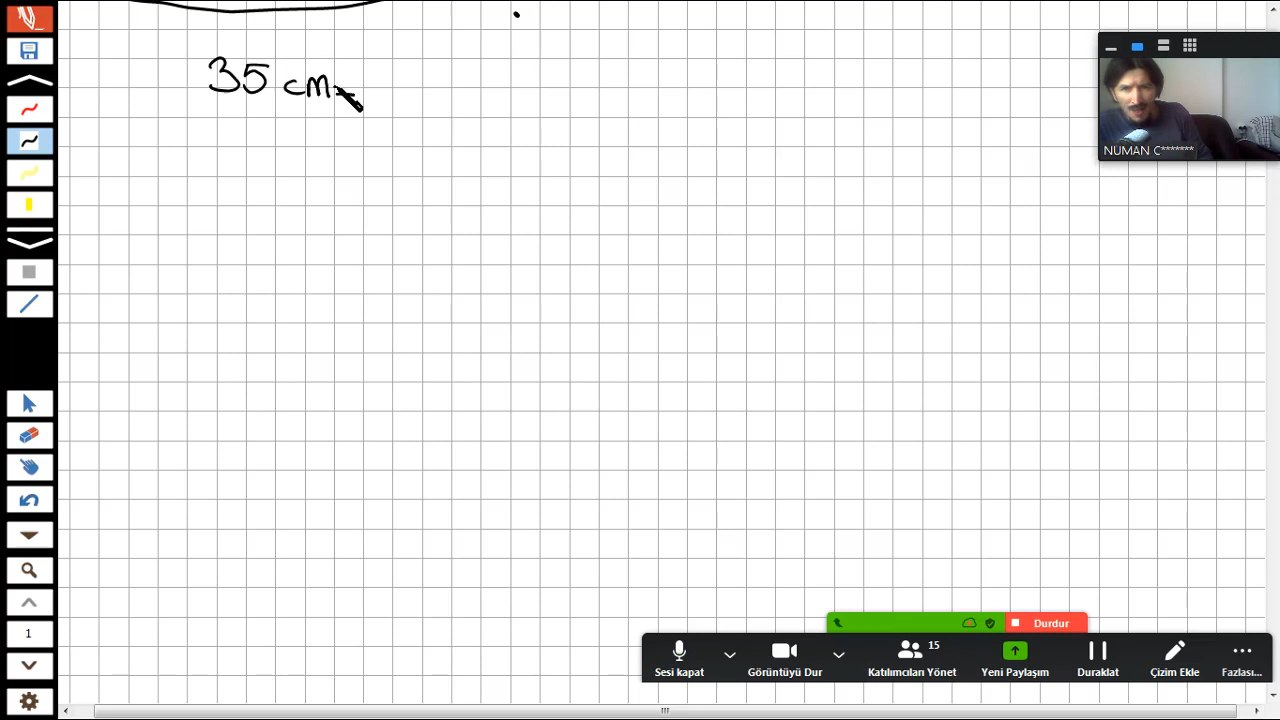 35 cm
NUMAN C*******
1
Durdur
15
Sesi kapat
Görüntüyü Dur
Katılımcıları Yönet
Yeni Paylaşım
Duraklat
Çizim Ekle
Fazlası...